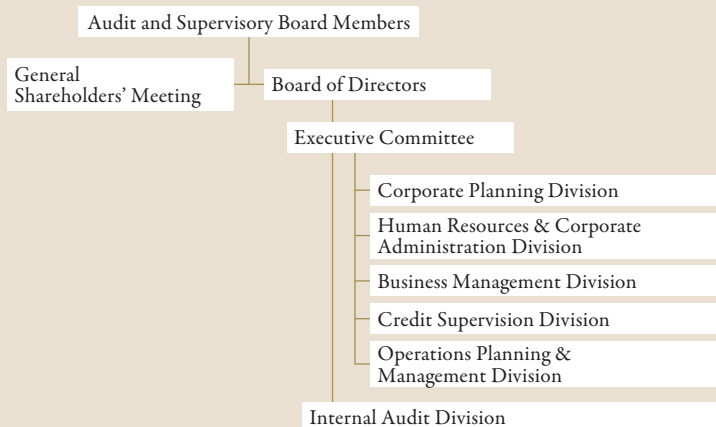 Audit and Supervisory Board Members
General
Shareholders’ Meeting
Board of Directors
Executive Committee
Corporate Planning Division
Human Resources & Corporate
Administration Division
Business Management Division
Credit Supervision Division
Operations Planning &
Management Division
Internal Audit Division